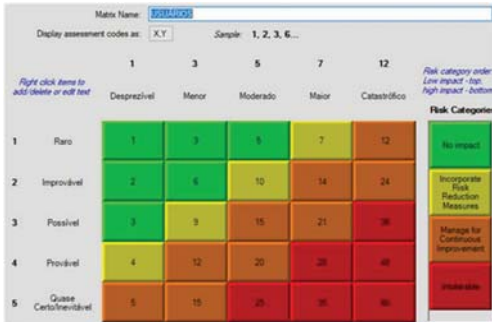 Matrix Name: USUÁRIOS
Display assessment codes as: X,Y Sample: 1, 2, 3, 6...
Right click items to
add/delete or edit text
1 3 5 7 12
Desprezível Menor Moderado Maior Catastrófico
Risk category order
Low impact - top,
high impact - bottom
Risk Categorie
1 Raro 1 3 5 7 12
2 Improvável 2 6 10 14 24
3 Possível 3 9 15 21 36
4 Provável 4 12 20 28 48
5 Quase
Certo/Inevitável 5 15 25 35 60
No impact
Incorporate
Risk
Reduction
Measures
Manage for
Continuous
Improvement
Intolerable